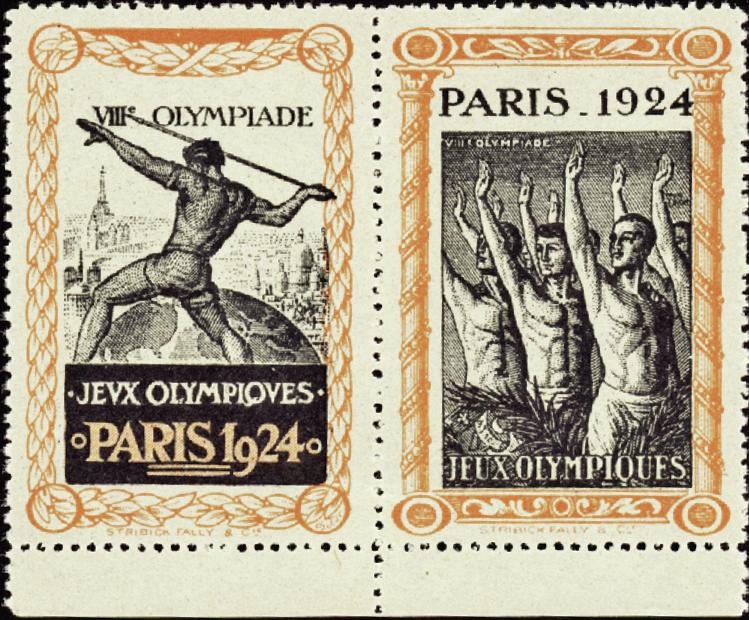 VIIIᵉ OLYMPIADE
·JEVX OLYMPIQVES·
PARIS 1924
STRIBICK FALLY & Cⁱᵉ
PARIS - 1924
VIIIᵉ OLYMPIADE
JEUX OLYMPIQUES
STRIBICK FALLY & Cⁱᵉ